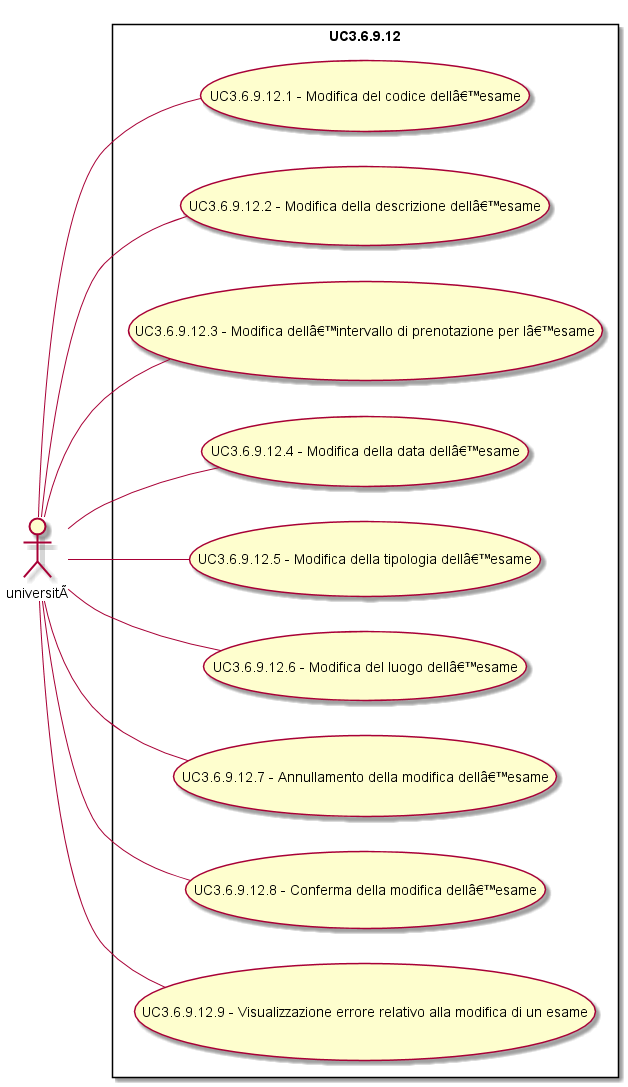 UC3.6.9.12
UC3.6.9.12.1 - Modifica del codice dellâ€™esame
UC3.6.9.12.2 - Modifica della descrizione dellâ€™esame
UC3.6.9.12.3 - Modifica dellâ€™intervallo di prenotazione per lâ€™esame
UC3.6.9.12.4 - Modifica della data dellâ€™esame
UC3.6.9.12.5 - Modifica della tipologia dellâ€™esame
universitÃ
UC3.6.9.12.6 - Modifica del luogo dellâ€™esame
UC3.6.9.12.7 - Annullamento della modifica dellâ€™esame
UC3.6.9.12.8 - Conferma della modifica dellâ€™esame
UC3.6.9.12.9 - Visualizzazione errore relativo alla modifica di un esame